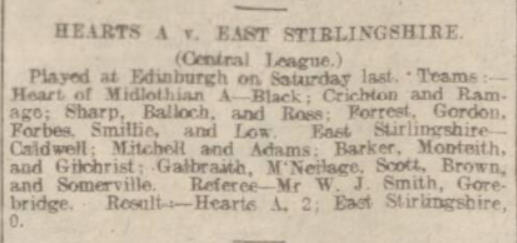 HEARTS A v. EAST STIRLINGSHIRE.
(Central League.)
Played at Edinburgh on Saturday last. Teams:—
Heart of Midlothian A—Black; Crichton and Ram-
age; Sharp, Balloch, and Ross; Forrest, Gordon,
Forbes, Smillie, and Low. East Stirlingshire—
Caldwell; Mitchell and Adams; Barker, Monteith,
and Gilchrist; Galbraith, M'Neilage, Scott, Brown,
and Somerville. Referee—Mr W. J. Smith, Gore-
bridge. Result:—Hearts A, 2; East Stirlingshire,
0.